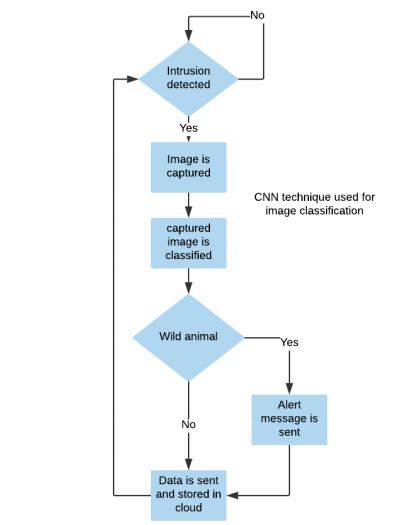 No
Intrusion
detected
Yes
Image is
captured
CNN technique used for
image classification
captured
image is
classified
Wild animal
Yes
Alert
message is
sent
No
Data is sent
and stored in
cloud